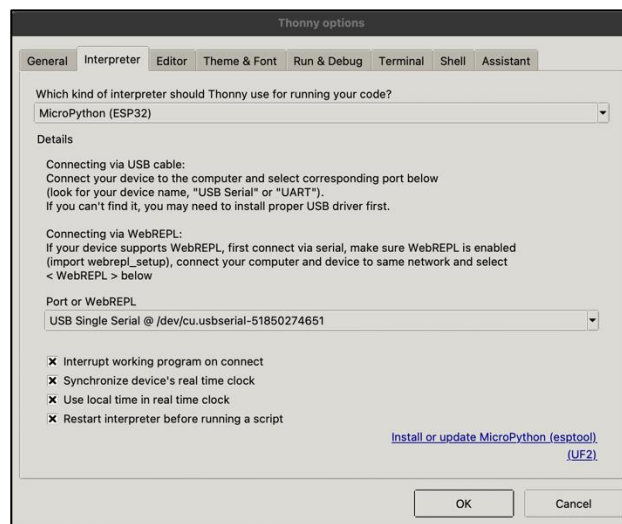 Thonny options
General Interpreter Editor Theme & Font Run & Debug Terminal Shell Assistant
Which kind of interpreter should Thonny use for running your code?
MicroPython (ESP32)
Details
Connecting via USB cable:
Connect your device to the computer and select corresponding port below
(look for your device name, "USB Serial" or "UART").
If you can't find it, you may need to install proper USB driver first.
Connecting via WebREPL:
If your device supports WebREPL, first connect via serial, make sure WebREPL is enabled
(import webrepl_setup), connect your computer and device to same network and select
< WebREPL > below
Port or WebREPL
USB Single Serial @ /dev/cu.usbserial-51850274651
Interrupt working program on connect
Synchronize device's real time clock
Use local time in real time clock
Restart interpreter before running a script
Install or update MicroPython (esptool)
(UF2)
OK Cancel